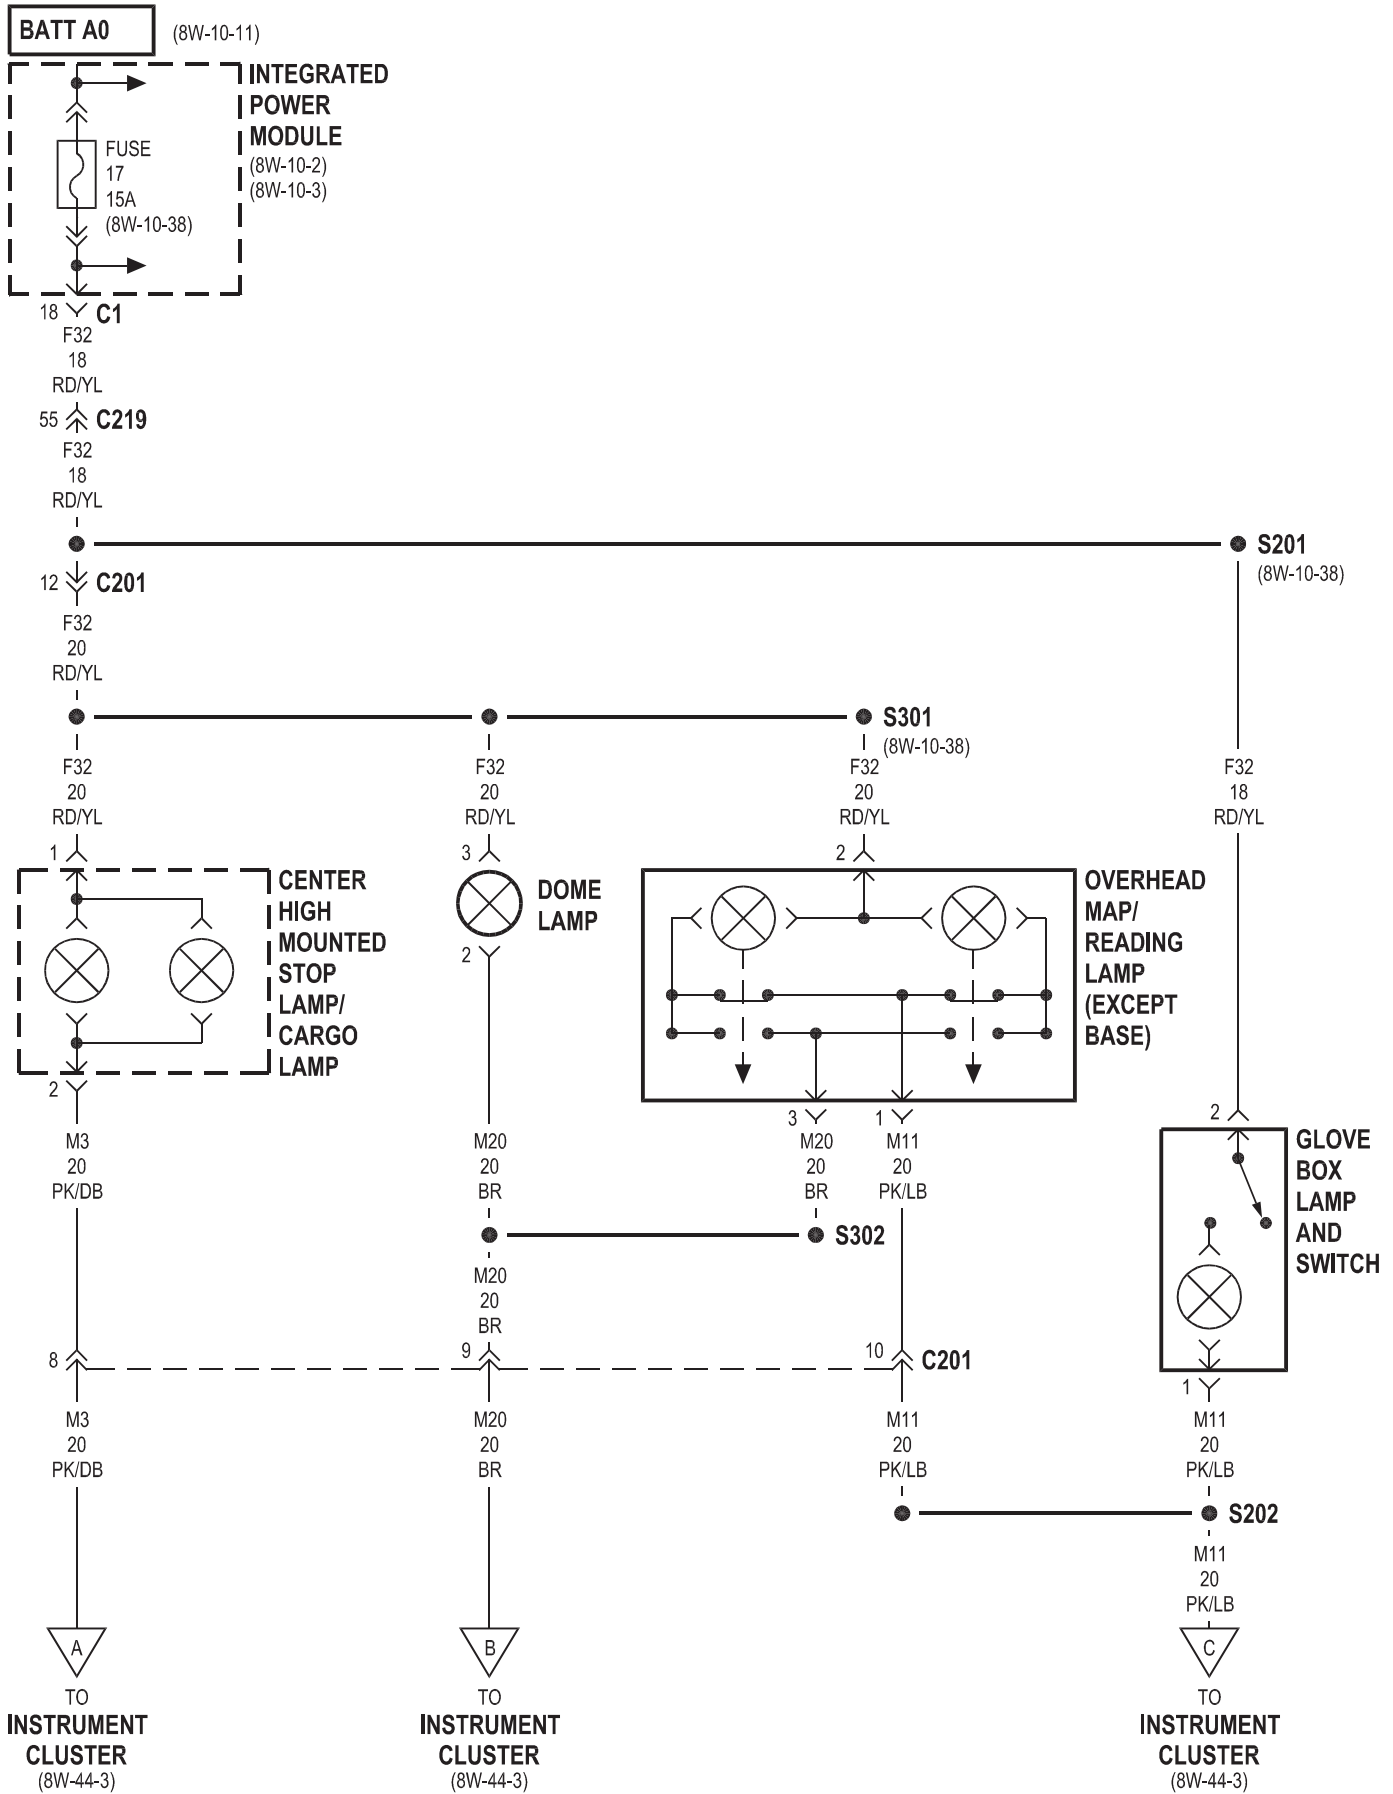 BATT A0
(8W-10-11)
INTEGRATED
POWER
MODULE
(8W-10-2)
(8W-10-3)
FUSE
17
15A
(8W-10-38)
18
C1
F32
18
RD/YL
55
C219
F32
18
RD/YL
S201
(8W-10-38)
12
C201
F32
20
RD/YL
S301
(8W-10-38)
F32
20
RD/YL
F32
20
RD/YL
F32
20
RD/YL
F32
18
RD/YL
1
3
2
CENTER
HIGH
MOUNTED
STOP
LAMP/
CARGO
LAMP
DOME
LAMP
OVERHEAD
MAP/
READING
LAMP
(EXCEPT
BASE)
2
2
3
1
2
GLOVE
BOX
LAMP
AND
SWITCH
M3
20
PK/DB
M20
20
BR
M20
20
BR
M11
20
PK/LB
S302
M20
20
BR
8
9
10
C201
1
M3
20
PK/DB
M20
20
BR
M11
20
PK/LB
M11
20
PK/LB
S202
M11
20
PK/LB
A
B
C
TO
INSTRUMENT
CLUSTER
(8W-44-3)
TO
INSTRUMENT
CLUSTER
(8W-44-3)
TO
INSTRUMENT
CLUSTER
(8W-44-3)